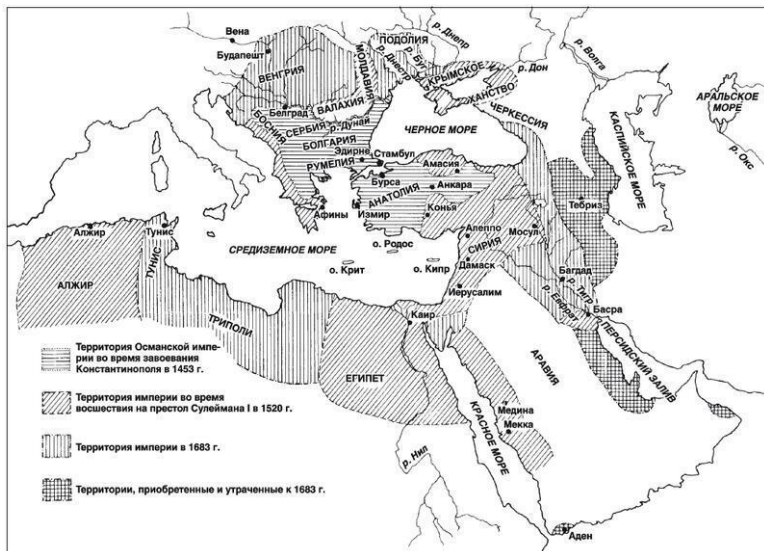 Вена
Будапешт
ВЕНГРИЯ
МОЛДАВИЯ
ПОДОЛИЯ
р. Днепр
р. Буг
р. Днестр
КРЫМСКОЕ
ХАНСТВО
р. Дон
р. Волга
АРАЛЬСКОЕ
МОРЕ
р. Окс
КАСПИЙСКОЕ МОРЕ
ЧЕРКЕССИЯ
ЧЕРНОЕ МОРЕ
ВАЛАХИЯ
Белград
БОСНИЯ
СЕРБИЯ
р. Дунай
БОЛГАРИЯ
Эдирне
Стамбул
РУМЕЛИЯ
Бурса
Амасия
Анкара
АНАТОЛИЯ
Афины
Измир
Конья
Тебриз
Алеппо
Мосул
СИРИЯ
о. Родос
о. Крит
о. Кипр
Дамаск
Багдад
р. Тигр
р. Евфрат
Басра
Иерусалим
СРЕДИЗЕМНОЕ МОРЕ
Алжир
Тунис
АЛЖИР
ТУНИС
ТРИПОЛИ
Каир
ЕГИПЕТ
ПЕРСИДСКИЙ ЗАЛИВ
АРАВИЯ
КРАСНОЕ МОРЕ
Медина
Мекка
р. Нил
Аден
Территория Османской импе-
рии во время завоевания
Константинополя в 1453 г.
Территория империи во время
восшествия на престол Сулеймана I в 1520 г.
Территория империи в 1683 г.
Территории, приобретенные и утраченные к 1683 г.